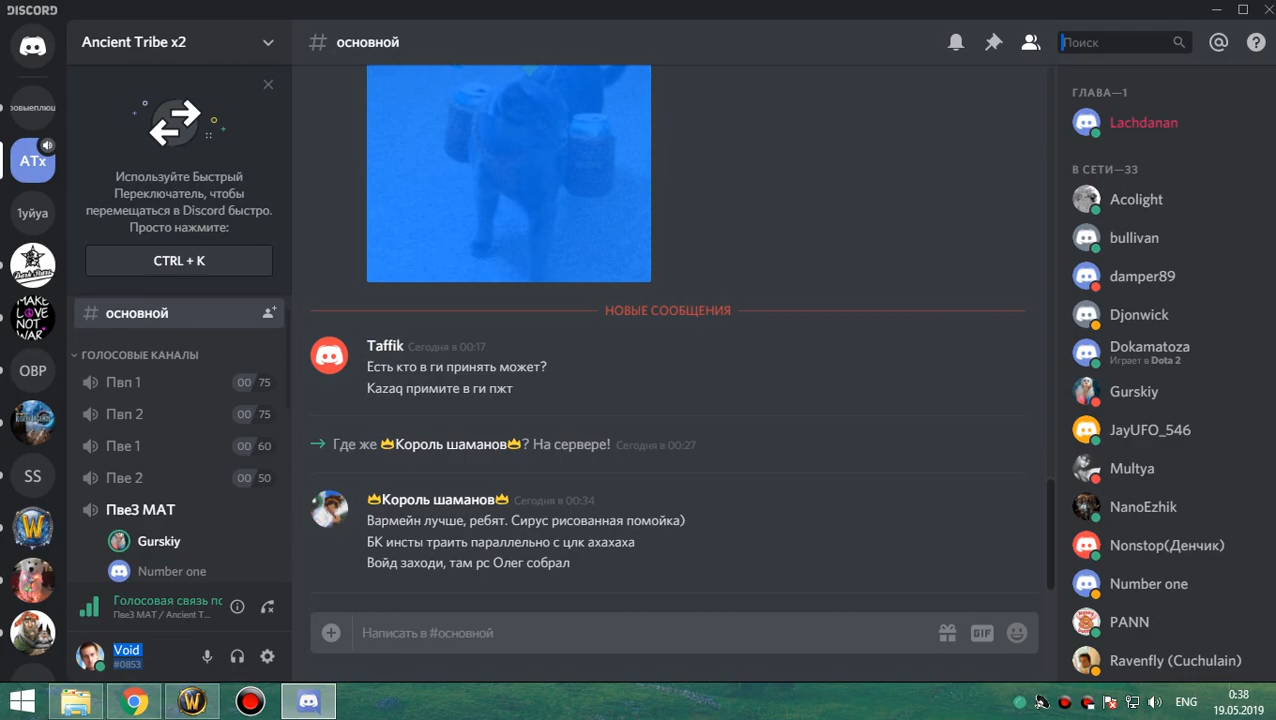 DISCORD
Ancient Tribe x2
основной
Поиск
ровыеплющ
ATx
1уйуа
MAKE LOVE NOT WAR
ОВР
SS
Используйте Быстрый
Переключатель, чтобы
перемещаться в Discord быстро.
Просто нажмите:
CTRL + K
основной
ГОЛОСОВЫЕ КАНАЛЫ
Пвп 1 00 75
Пвп 2 00 75
Пве 1 00 60
Пве 2 00 50
Пве3 МАТ
Gurskiy
Number one
Голосовая связь по
Пве3 МАТ / Ancient T...
Void
#0853
НОВЫЕ СООБЩЕНИЯ
Taffik Сегодня в 00:17
Есть кто в ги принять может?
Kazaq примите в ги пжт
Где же Король шаманов? На сервере! Сегодня в 00:27
Король шаманов Сегодня в 00:34
Вармейн лучше, ребят. Сирус рисованная помойка)
БК инсты траить параллельно с цлк ахахаха
Войд заходи, там рс Олег собрал
Написать в #основной
GIF
ГЛАВА—1
Lachdanan
В СЕТИ—33
Acolight
bullivan
damper89
Djonwick
Dokamatoza
Играет в Dota 2
Gurskiy
JayUFO_546
Multya
NanoEzhik
Nonstop(Денчик)
Number one
PANN
Ravenfly (Cuchulain)
ENG
0:38
19.05.2019